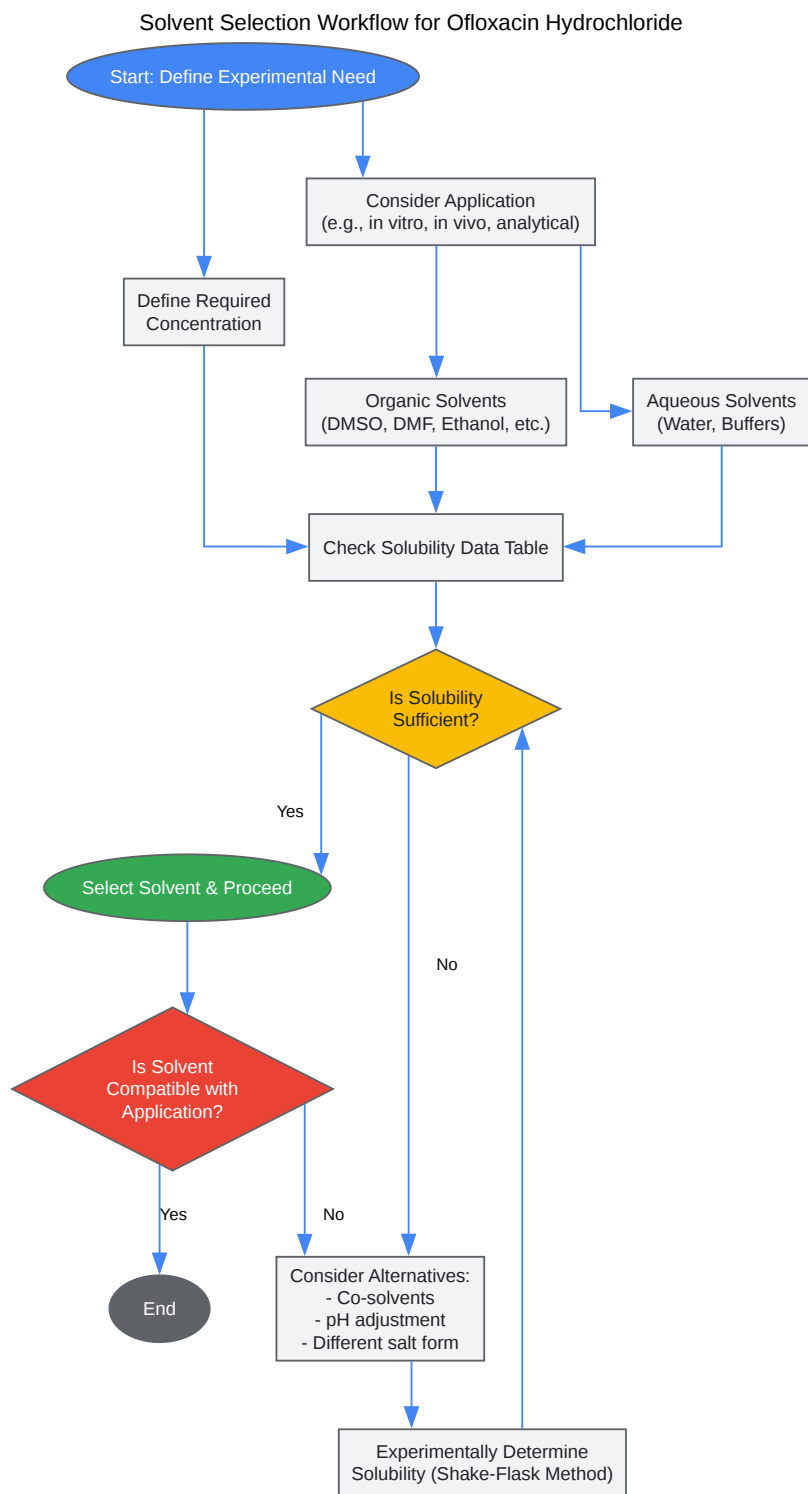 Solvent Selection Workflow for Ofloxacin Hydrochloride
Start: Define Experimental Need
Consider Application
(e.g., in vitro, in vivo, analytical)
Define Required
Concentration
Organic Solvents
(DMSO, DMF, Ethanol, etc.)
Aqueous Solvents
(Water, Buffers)
Check Solubility Data Table
Is Solubility
Sufficient?
Yes
Select Solvent & Proceed
No
Is Solvent
Compatible with
Application?
Yes
No
End
Consider Alternatives:
- Co-solvents
- pH adjustment
- Different salt form
Experimentally Determine
Solubility (Shake-Flask Method)